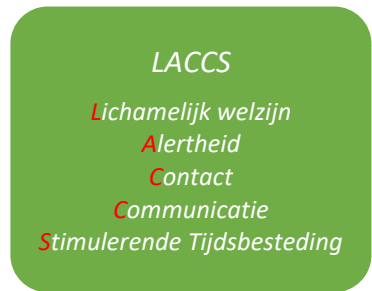 LACCS
Lichamelijk welzijn
Alertheid
Contact
Communicatie
Stimulerende Tijdsbesteding